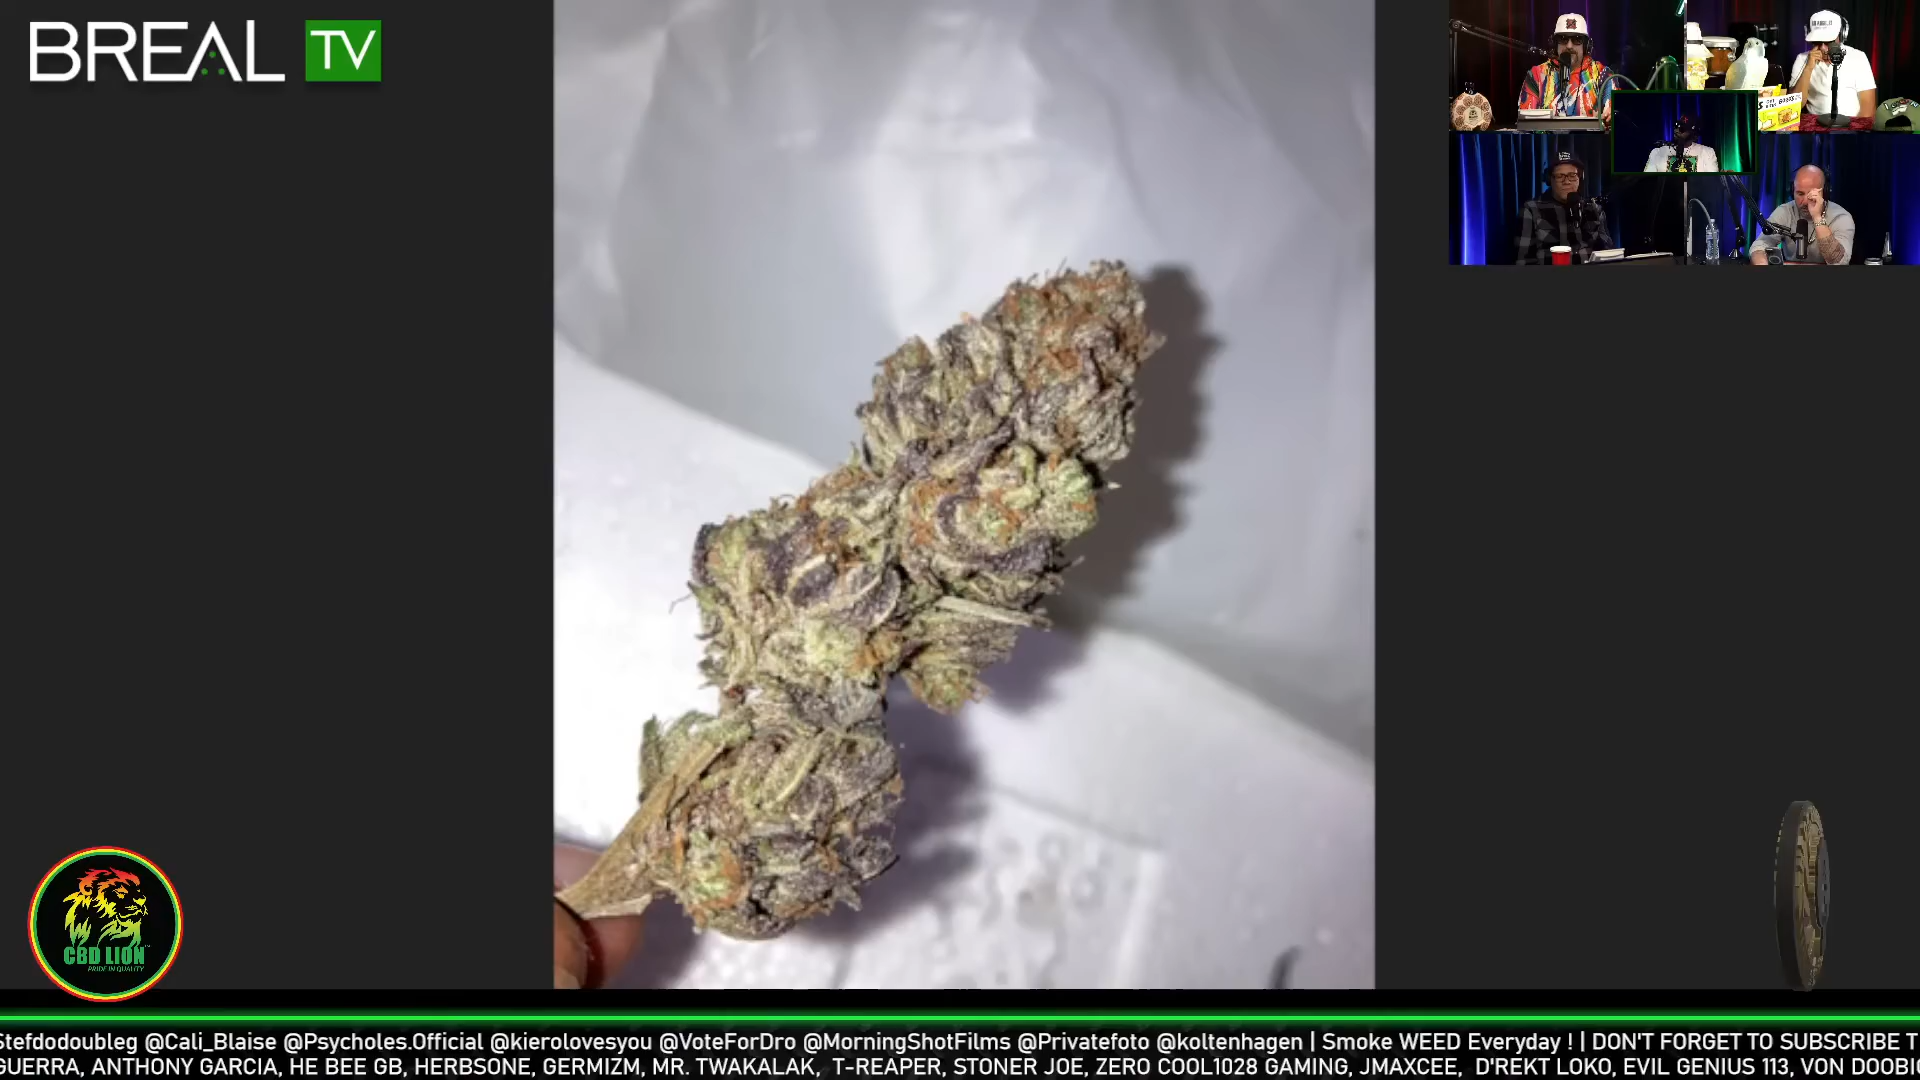 BREAL TV
CBD LION
PRIDE IN QUALITY
Stefdodoubleg @Cali_Blaise @Psycholes.Official @kierolovesyou @VoteForDro @MorningShotFilms @Privatefoto @koltenhagen | Smoke WEED Everyday ! | DON'T FORGET TO SUBSCRIBE T
GUERRA, ANTHONY GARCIA, HE BEE GB, HERBSONE, GERMIZM, MR. TWAKALAK, T-REAPER, STONER JOE, ZERO COOL1028 GAMING, JMAXCEE, D'REKT LOKO, EVIL GENIUS 113, VON DOOBI